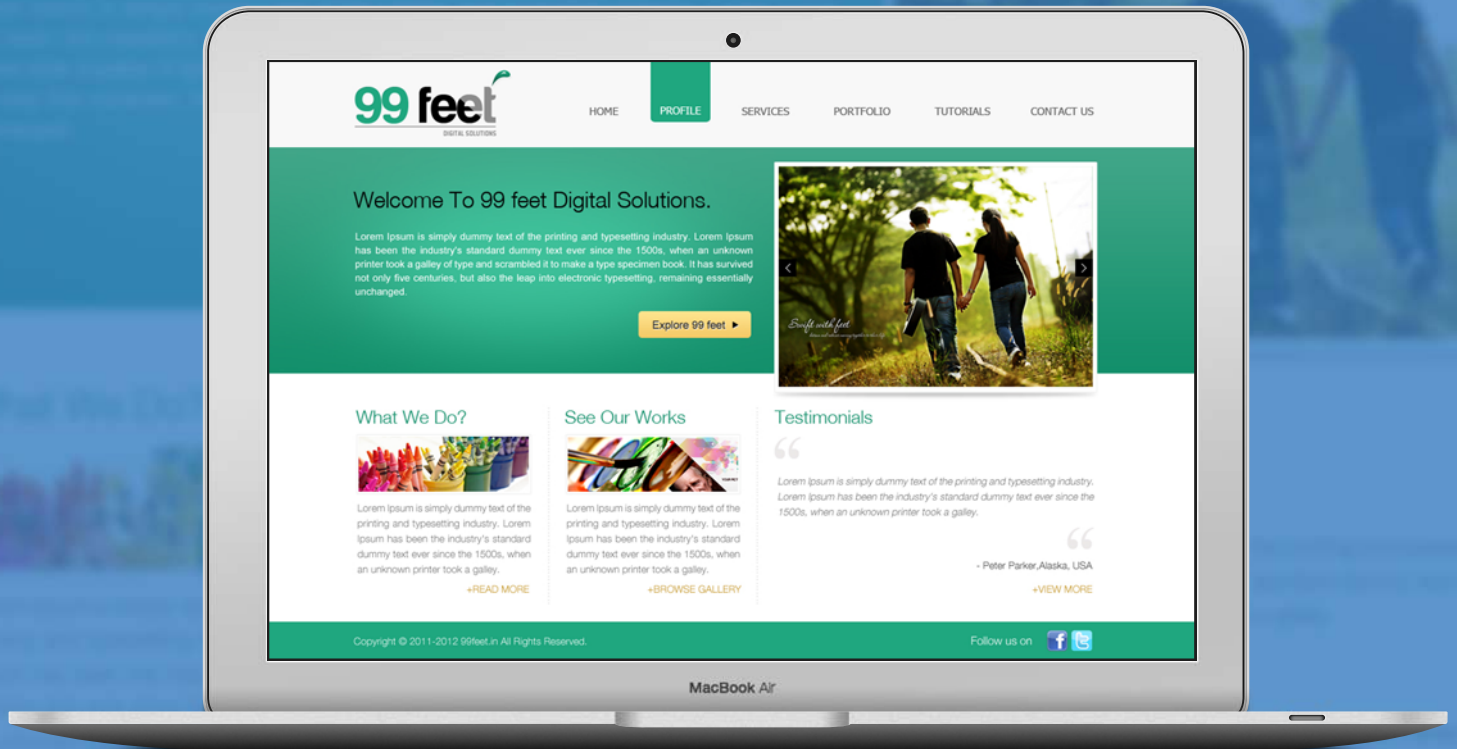 99 feet
DIGITAL SOLUTIONS
HOME PROFILE SERVICES PORTFOLIO TUTORIALS CONTACT US
Welcome To 99 feet Digital Solutions.
Lorem Ipsum is simply dummy text of the printing and typesetting industry. Lorem Ipsum
has been the industry's standard dummy text ever since the 1500s, when an unknown
printer took a galley of type and scrambled it to make a type specimen book. It has survived
not only five centuries, but also the leap into electronic typesetting, remaining essentially
unchanged.
Explore 99 feet
Swift with feet
What We Do?
Lorem Ipsum is simply dummy text of the
printing and typesetting industry. Lorem
Ipsum has been the industry's standard
dummy text ever since the 1500s, when
an unknown printer took a galley.
+READ MORE
See Our Works
Lorem Ipsum is simply dummy text of the
printing and typesetting industry. Lorem
Ipsum has been the industry's standard
dummy text ever since the 1500s, when
an unknown printer took a galley.
+BROWSE GALLERY
Testimonials
Lorem Ipsum is simply dummy text of the printing and typesetting industry.
Lorem Ipsum has been the industry's standard dummy text ever since the
1500s, when an unknown printer took a galley.
- Peter Parker,Alaska, USA
+VIEW MORE
Copyright © 2011-2012 99feet.in All Rights Reserved.
Follow us on
MacBook Air